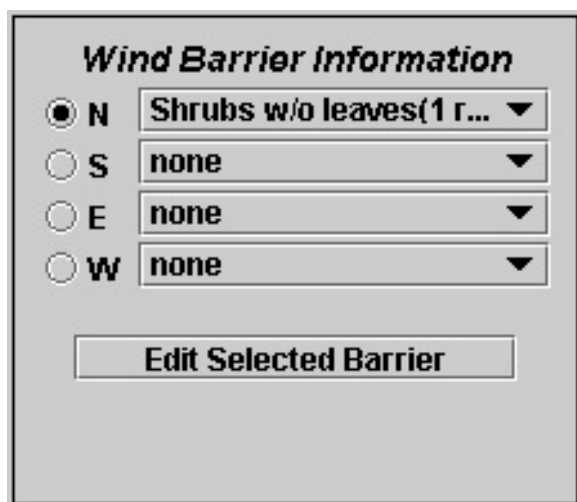 Wind Barrier Information
N Shrubs w/o leaves(1 r...
S none
E none
W none
Edit Selected Barrier